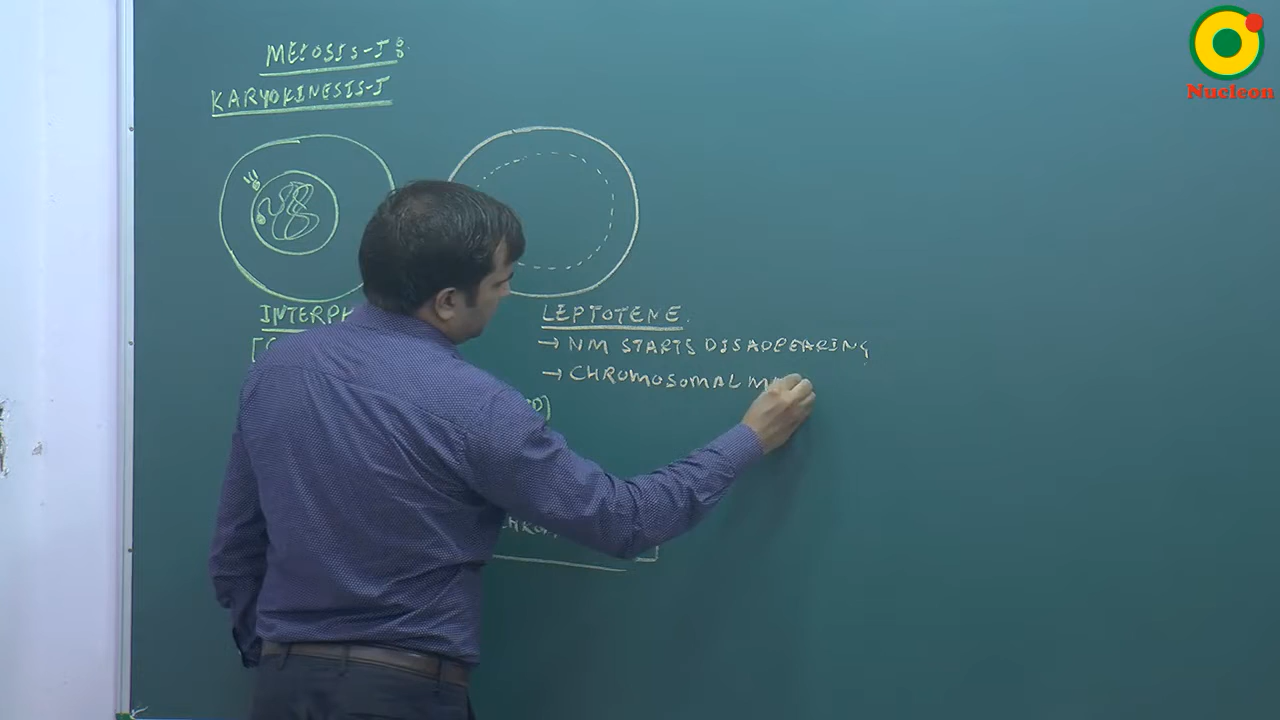 MEIOSIS-I:
KARYOKINESIS-I
Nucleon
INTERPH
LEPTOTENE.
→ NM STARTS DISAPPEARING
→ CHROMOSOMAL